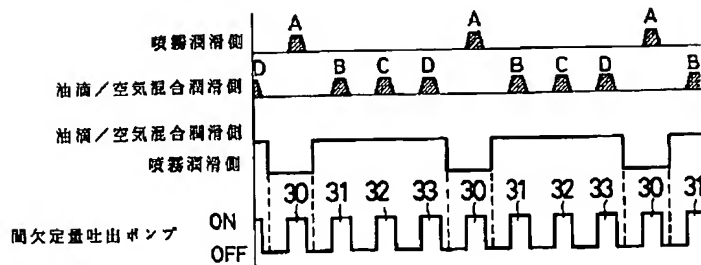 A A A
噴霧潤滑側
D B C D B C D B
油滴/空気混合潤滑側
油滴/空気混合潤滑側
噴霧潤滑側
30 31 32 33 30 31 32 33 30 31
ON
間欠定量吐出ポンプ
OFF